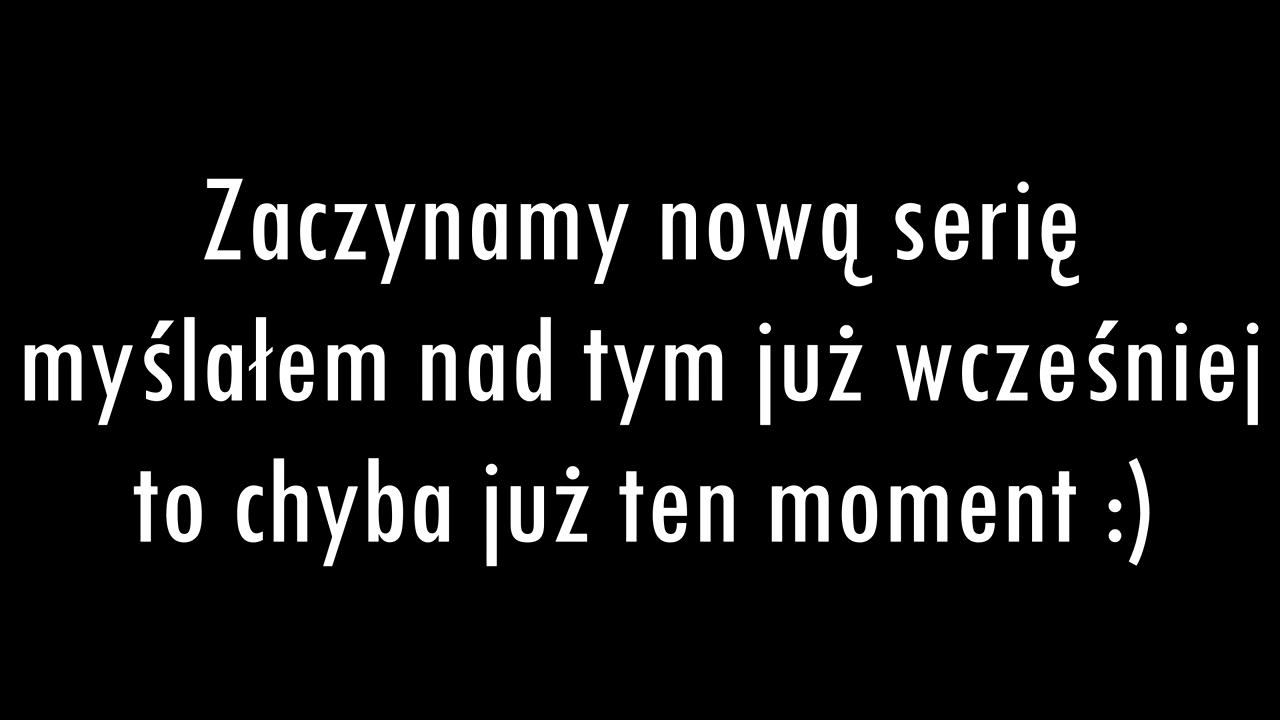 Zaczynamy nową serię
myślałem nad tym już wcześniej
to chyba już ten moment :)